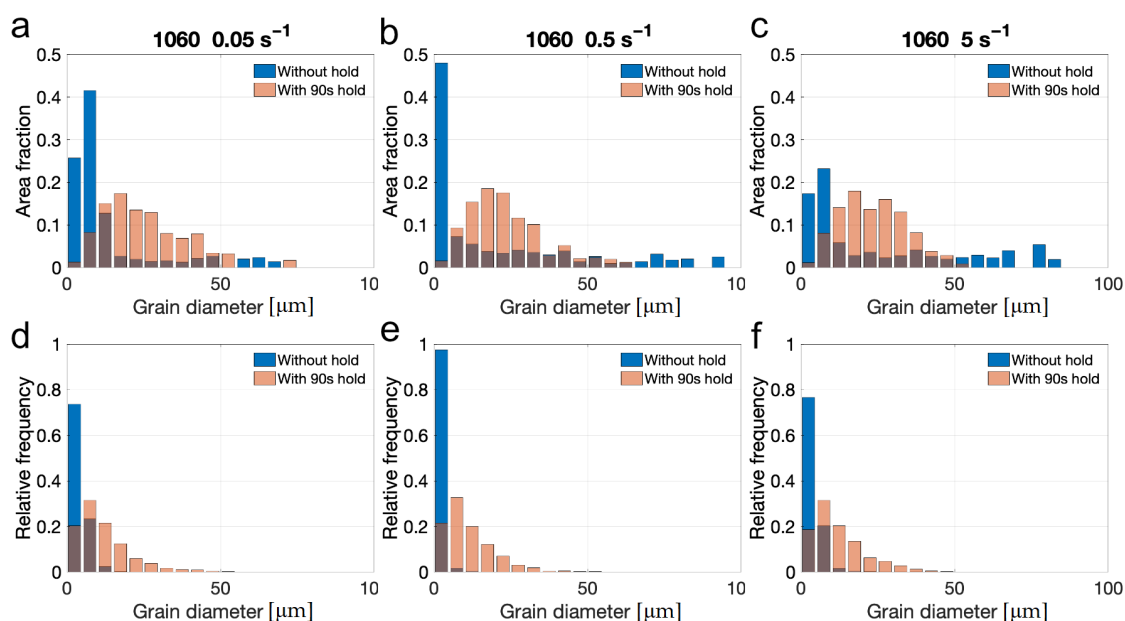 a
1060 0.05 s⁻¹
Area fraction
0.5
0.4
0.3
0.2
0.1
0
Without hold
With 90s hold
0 50 10
Grain diameter [μm]
b
1060 0.5 s⁻¹
Area fraction
0.5
0.4
0.3
0.2
0.1
0
Without hold
With 90s hold
0 50 10
Grain diameter [μm]
c
1060 5 s⁻¹
Area fraction
0.5
0.4
0.3
0.2
0.1
0
Without hold
With 90s hold
0 50 100
Grain diameter [μm]
d
Relative frequency
1
0.8
0.6
0.4
0.2
0
Without hold
With 90s hold
0 50 10
Grain diameter [μm]
e
Relative frequency
1
0.8
0.6
0.4
0.2
0
Without hold
With 90s hold
0 50 10
Grain diameter [μm]
f
Relative frequency
1
0.8
0.6
0.4
0.2
0
Without hold
With 90s hold
0 50 100
Grain diameter [μm]